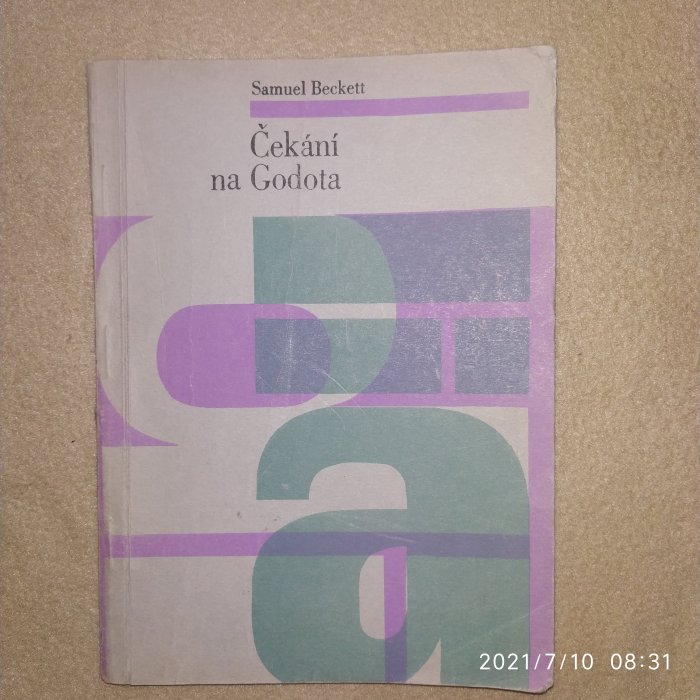 Samuel Beckett
Čekání
na Godota
a
2021/7/10 08:31